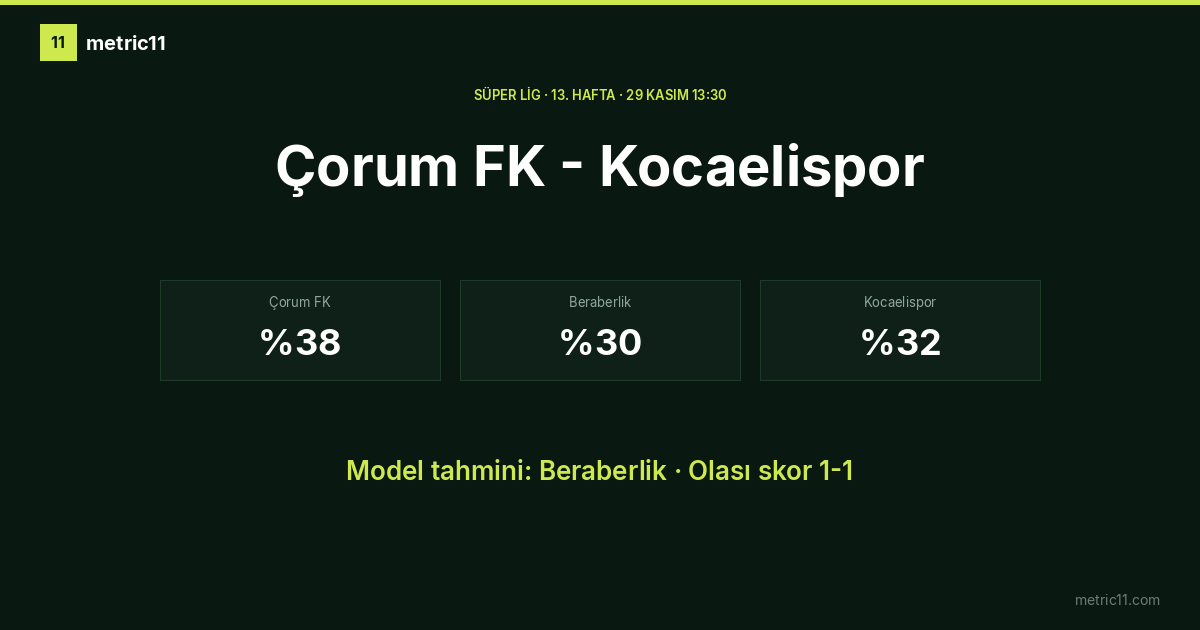 11 metric11
SÜPER LİG · 13. HAFTA · 29 KASIM 13:30
Çorum FK - Kocaelispor
Çorum FK
%38
Beraberlik
%30
Kocaelispor
%32
Model tahmini: Beraberlik · Olası skor 1-1
metric11.com